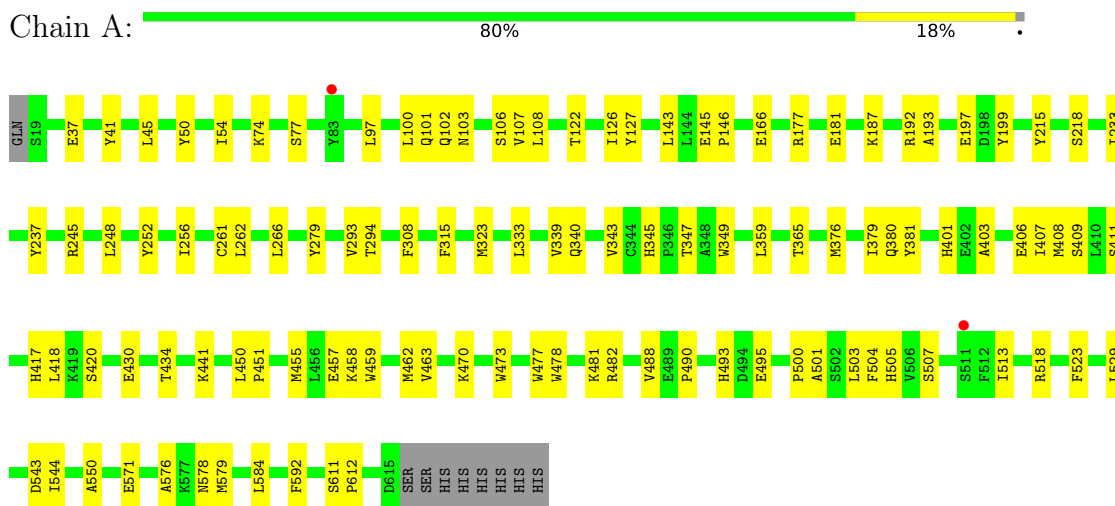 Chain A:
80% 18%
GLN S19 E37 Y41 L45 Y50 I54 K74 S77 Y83 L97 L100 Q101 Q102 N103 S106 V107 L108 T122 I126 Y127 L143 L144 E145 P146 E166 R177 E181 K187 R192 A193 E197 D198 Y199 Y215 S218
Y237 R245 L248 Y252 I256 C261 L262 L266 Y279 V293 T294 F308 F315 M323 L333 V339 Q340 V343 C344 H345 P346 T347 A348 W349 L359 T365 M376 I379 Q380 Y381 H401 E402 A403 E406 I407 M408 S409 L410 S411
H417 L418 K419 S420 E430 T434 K441 L450 P451 M455 L456 E457 K458 W459 M462 V463 K470 W473 W477 W478 K481 R482 V488 E489 P490 H493 D494 E495 P500 A501 S502 L503 F504 H505 V506 S507 S511 F512 I513 R518 F523 L529
D543 I544 A550 E571 A576 K577 N578 M579 L584 F592 S611 P612 D615 SER SER HIS HIS HIS HIS HIS HIS